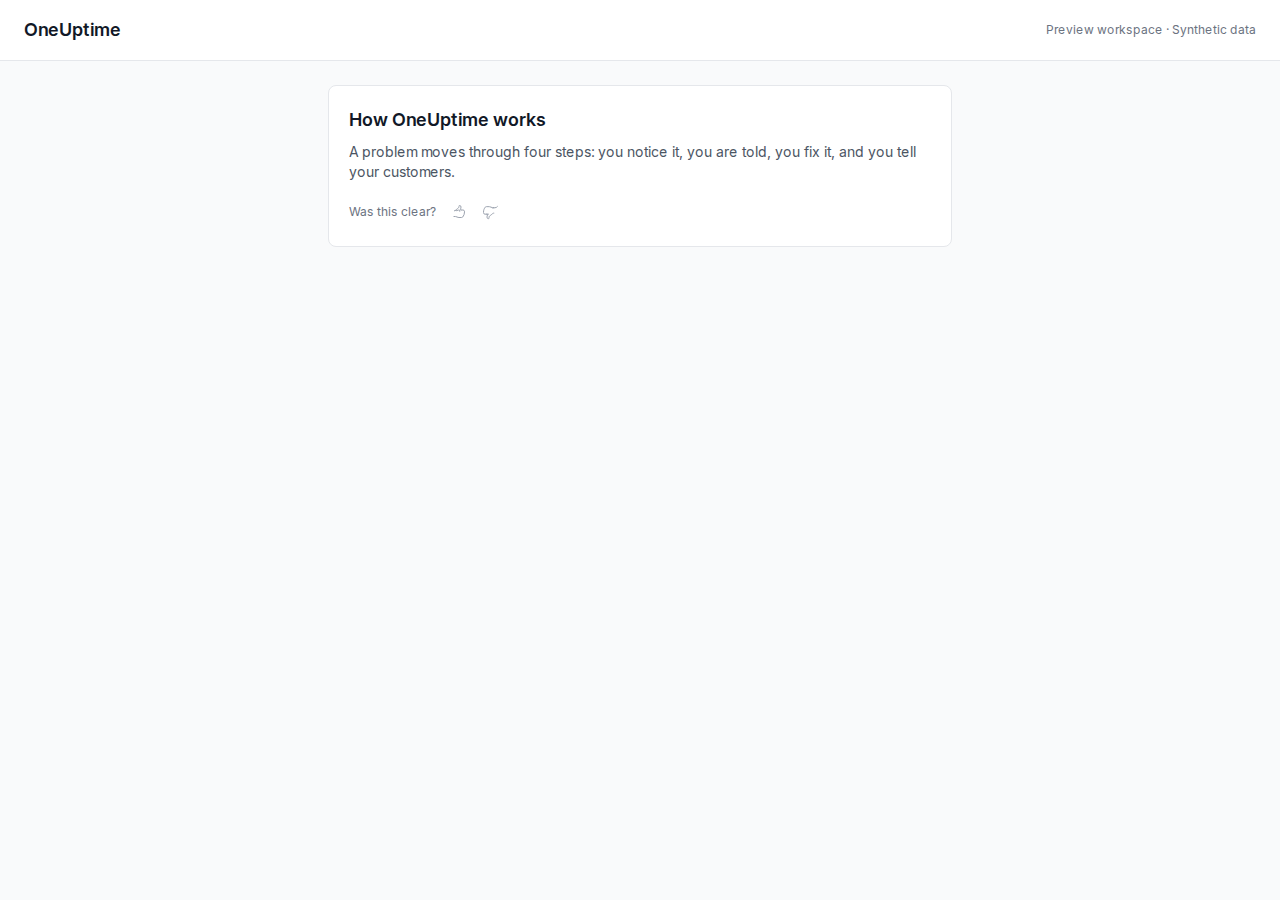 OneUptime
Preview workspace · Synthetic data
How OneUptime works
A problem moves through four steps: you notice it, you are told, you fix it, and you tell
your customers.
Was this clear?